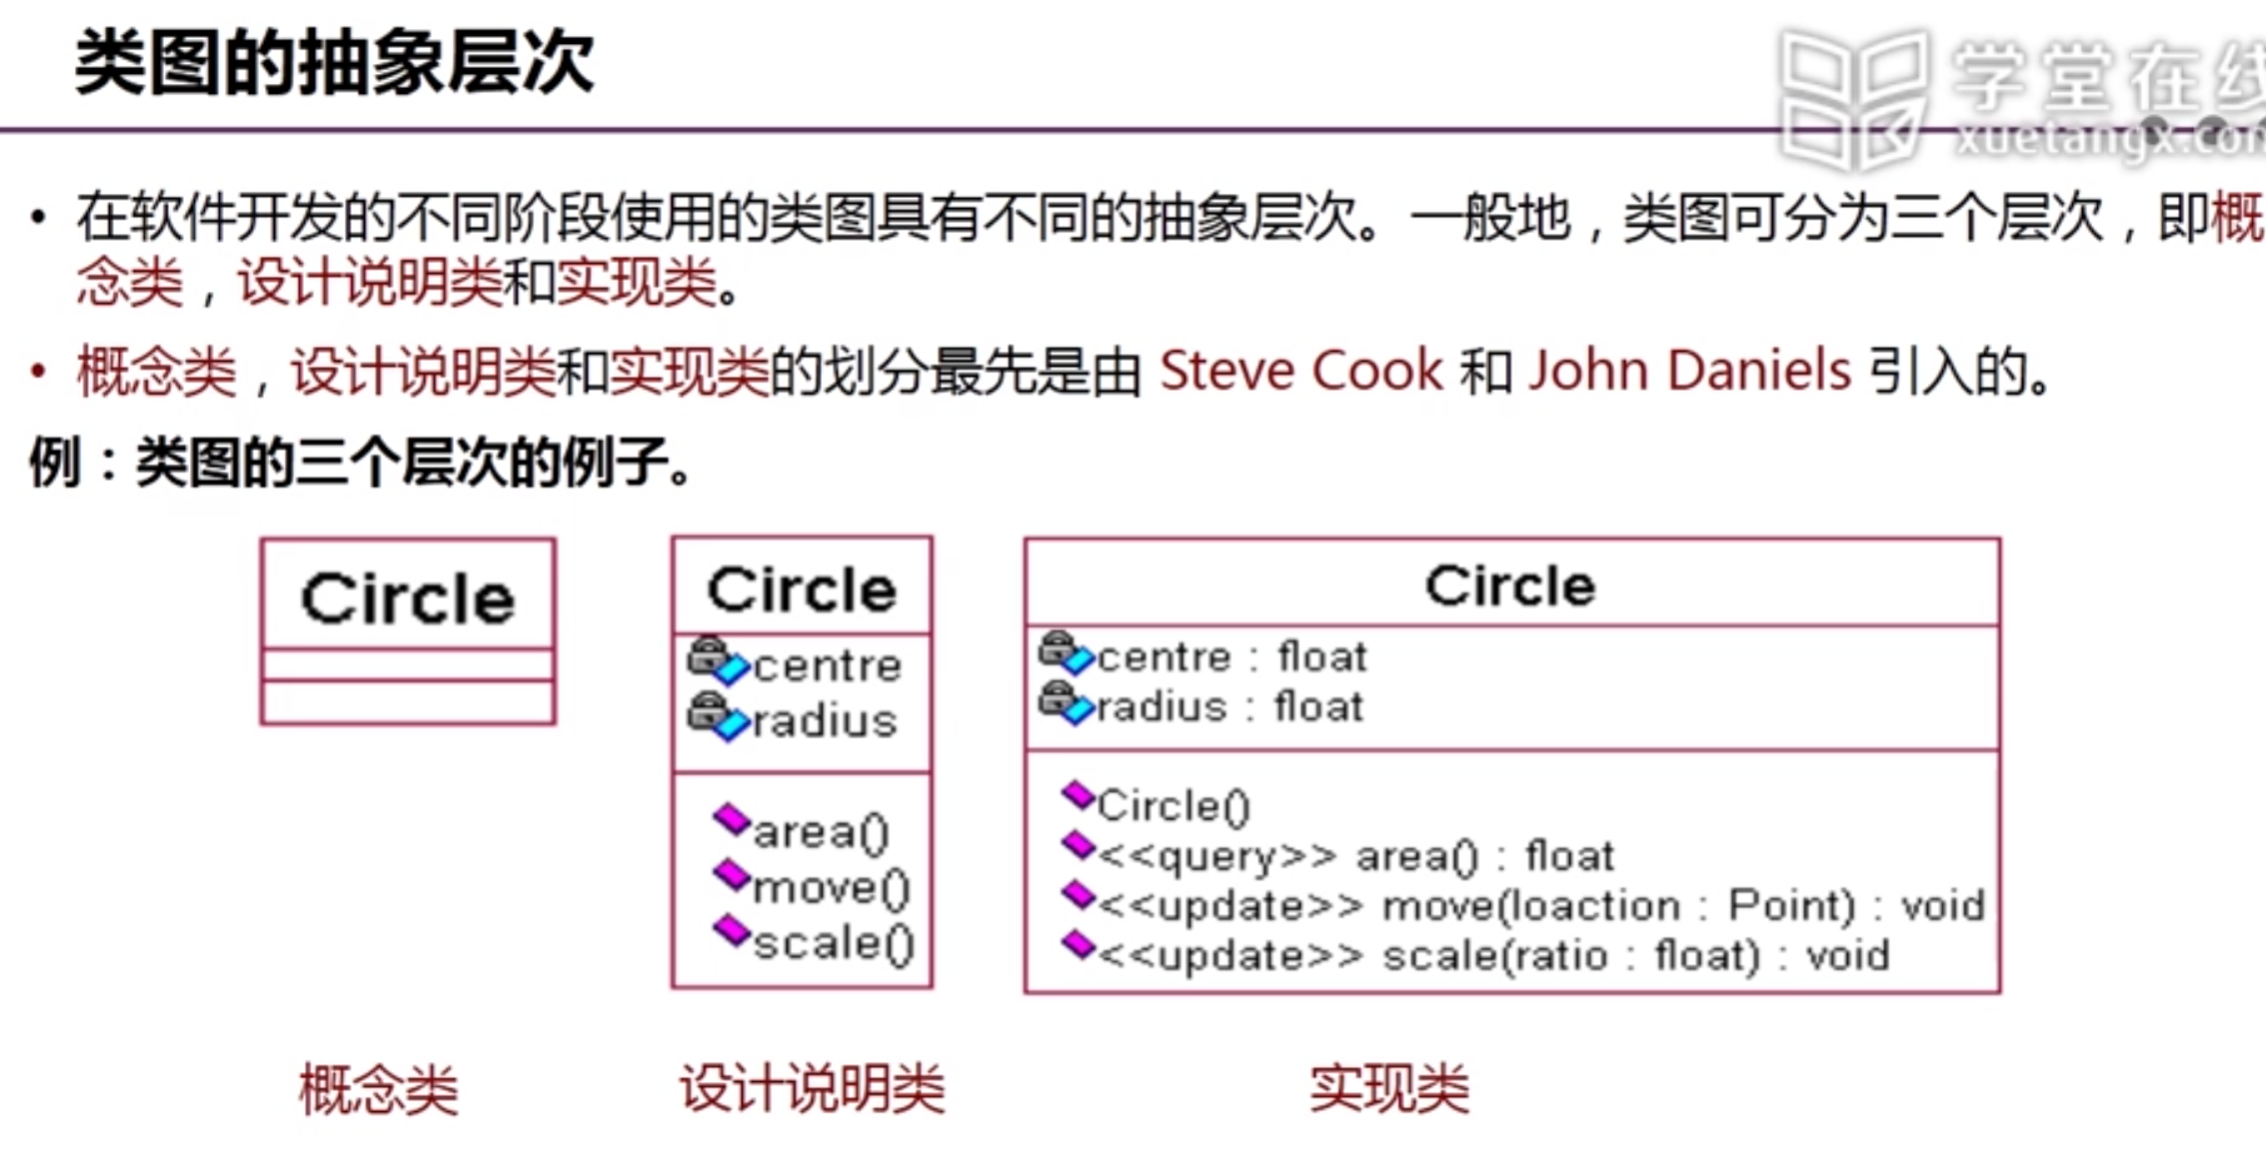 类图的抽象层次
学堂在线
xuetangx.com
• 在软件开发的不同阶段使用的类图具有不同的抽象层次。一般地，类图可分为三个层次，即概
念类，设计说明类和实现类。
• 概念类，设计说明类和实现类的划分最先是由 Steve Cook 和 John Daniels 引入的。
例：类图的三个层次的例子。
Circle
Circle
centre
radius
area()
move()
scale()
Circle
centre : float
radius : float
Circle()
<<query>> area() : float
<<update>> move(loaction : Point) : void
<<update>> scale(ratio : float) : void
概念类
设计说明类
实现类